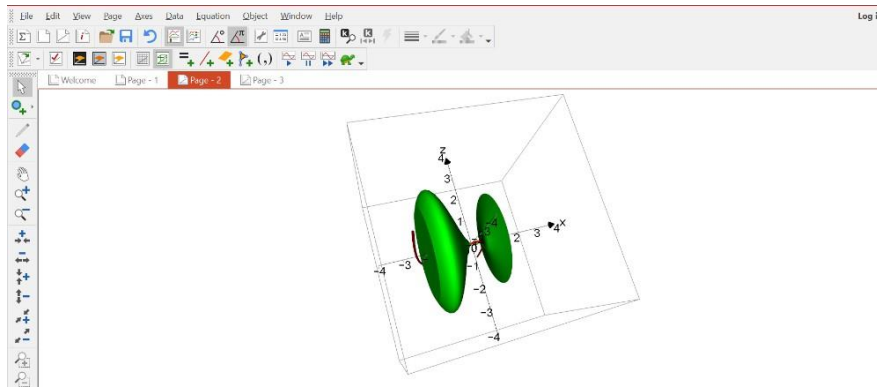 File Edit View Page Axes Data Equation Object Window Help Log i
Welcome Page - 1 Page - 2 Page - 3
z
4
3
2
1
0
-1
-2
-3
-4
-4 -3 2 3 4 x
-4
-3